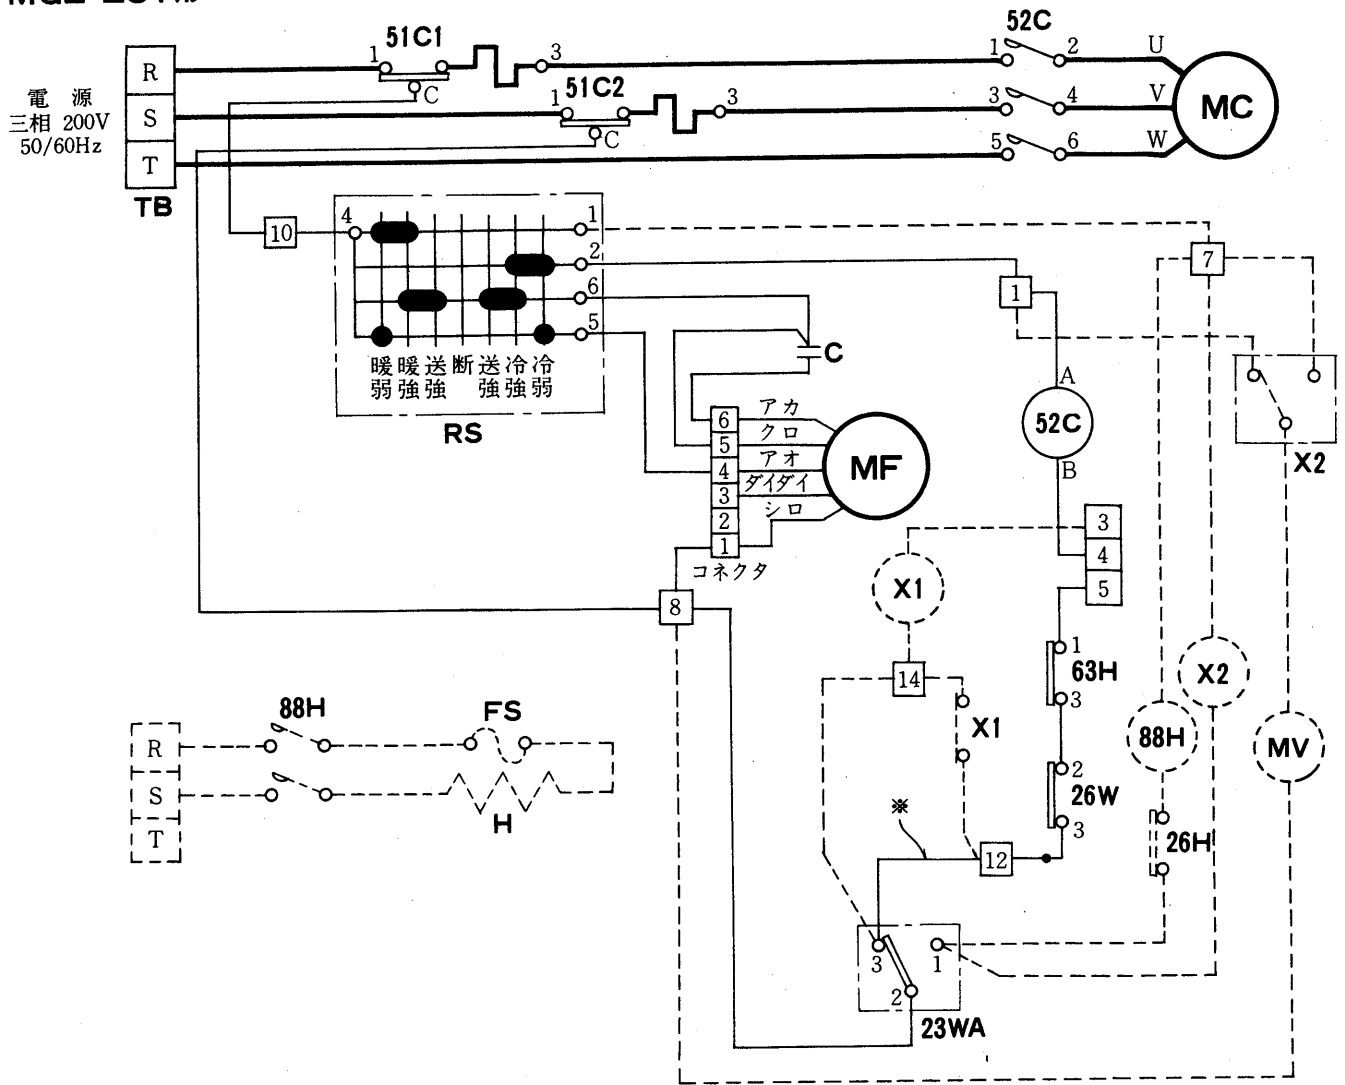 51C1
52C
1
3
1
2
U
R
C
51C2
電源
三相 200V
50/60Hz
S
1
3
3
4
V
MC
C
T
5
6
W
TB
10
4
1
2
6
5
7
1
暖弱 暖強 送強 断 送強 冷強 冷弱
RS
C
A
52C
B
X2
6 アカ
5 クロ
4 アオ
3 ダイダイ
2 シロ
1
コネクタ
MF
3
4
5
X1
8
14
1
63H
3
X2
X1
88H
MV
88H
FS
R
S
T
H
2
26W
3
※
12
26H
3
1
2
23WA